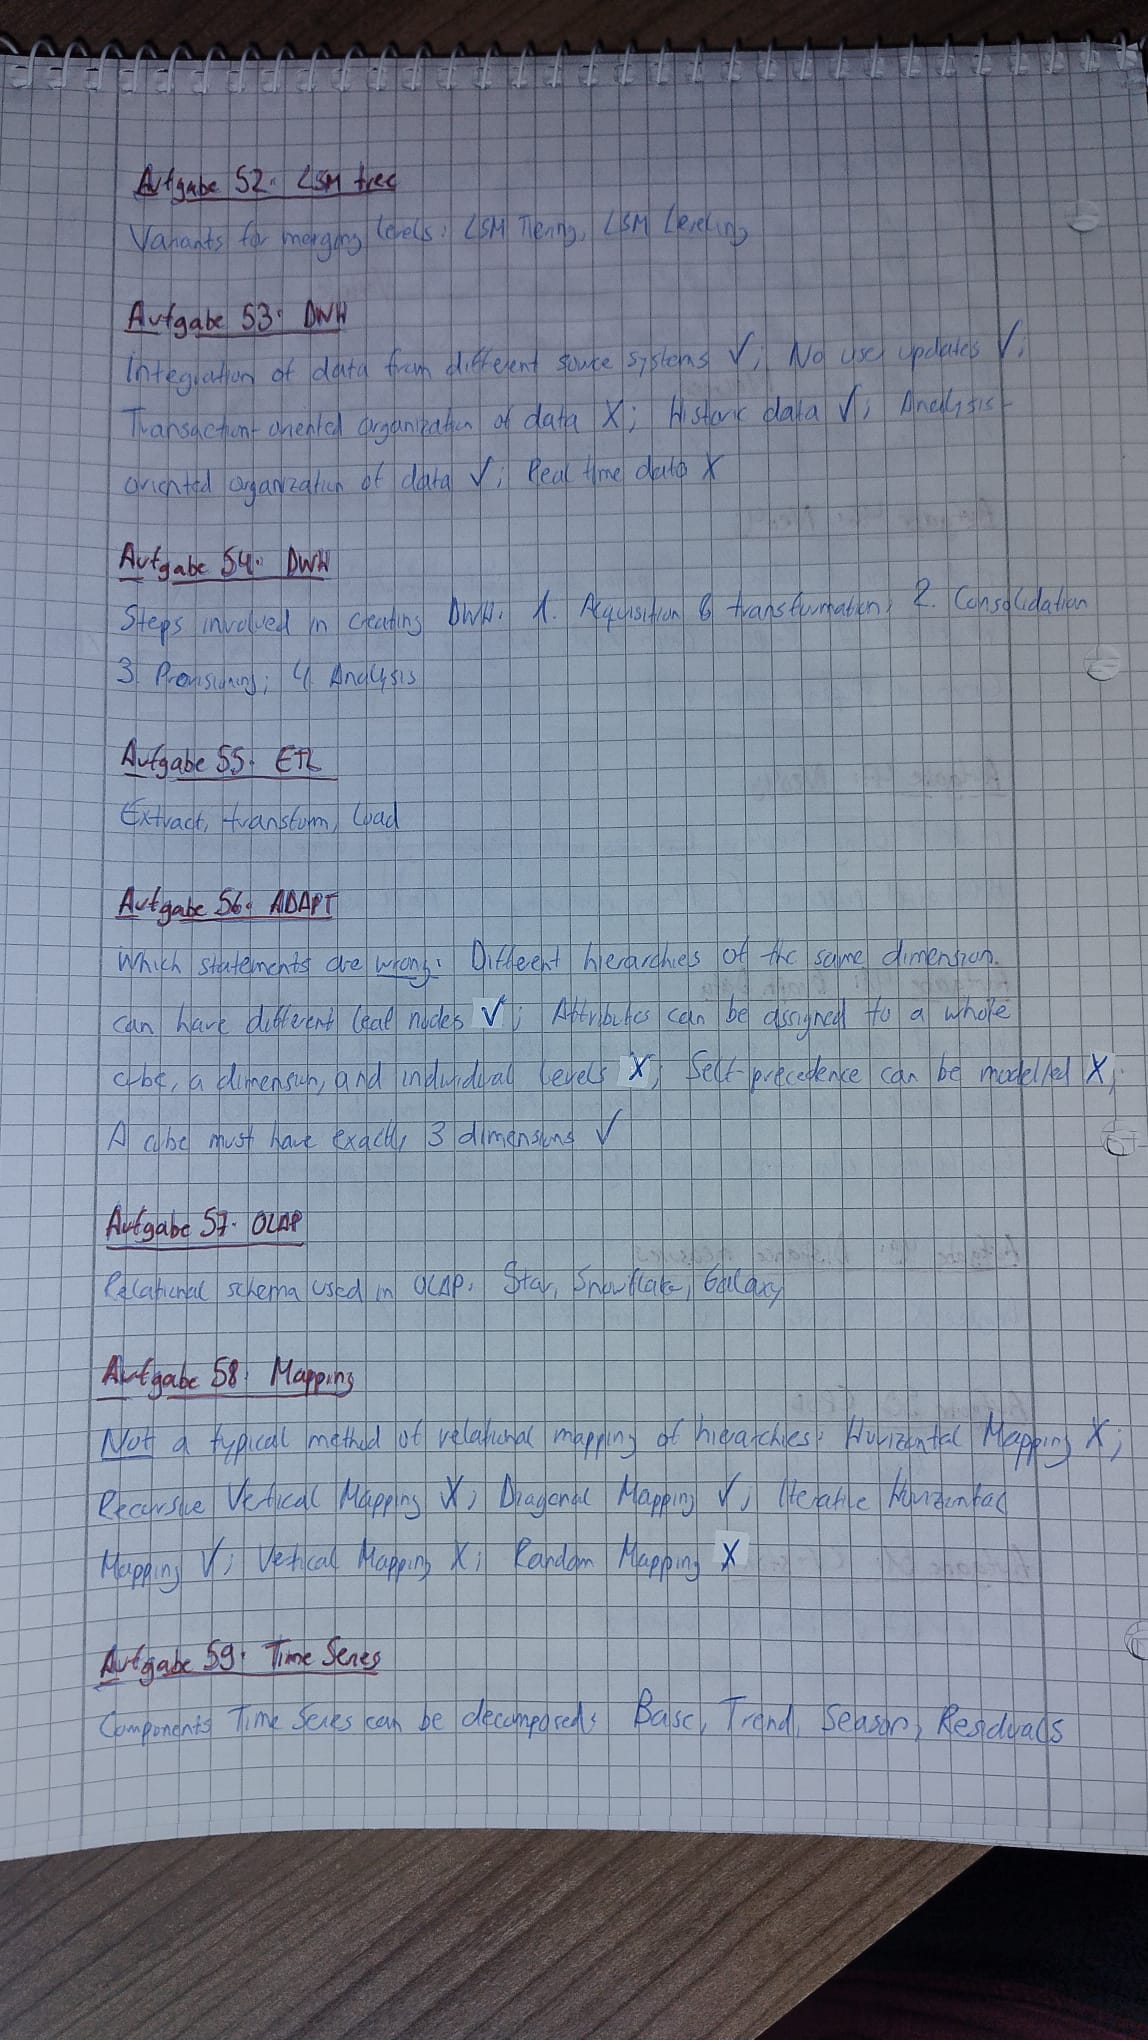 Aufgabe 52: LSM tree
Variants for merging levels: LSM Tiering, LSM Leveling
Aufgabe 53: DWH
Integration of data from different source systems ✓; No user updates ✓;
Transaction-oriented organization of data X; Historic data ✓; Analysis-
oriented organization of data ✓; Real time data X
Aufgabe 54: DWH
Steps involved in creating DWH: 1. Acquisition & transformation; 2. Consolidation
3. Provisioning; 4. Analysis
Aufgabe 55: ETL
Extract, transform, Load
Aufgabe 56: ADAPT
Which statements are wrong: Different hierarchies of the same dimension
can have different leaf nodes ✓; Attributes can be assigned to a whole
cube, a dimension, and individual levels X; Self-precedence can be modelled X;
A cube must have exactly 3 dimensions ✓
Aufgabe 57: OLAP
Relational schema used in OLAP: Star, Snowflake, Galaxy
Aufgabe 58: Mapping
Not a typical method of relational mapping of hierarchies: Horizontal Mapping X;
Recursive Vertical Mapping X; Diagonal Mapping ✓; Iterative Horizontal
Mapping ✓; Vertical Mapping X; Random Mapping X
Aufgabe 59: Time Series
Components Time Series can be decomposed: Base, Trend, Season, Residuals